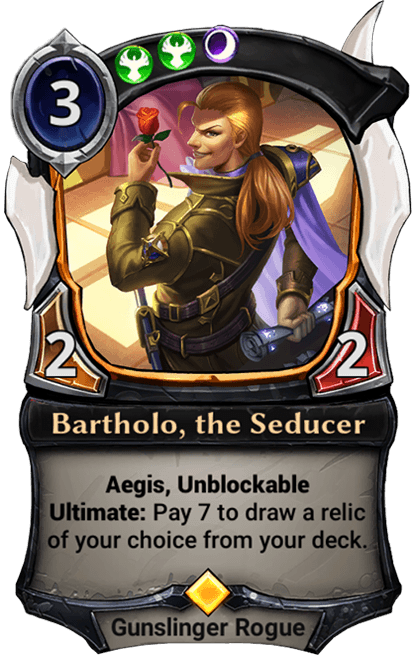 3
2
2
Bartholo, the Seducer
Aegis, Unblockable
Ultimate: Pay 7 to draw a relic
of your choice from your deck.
Gunslinger Rogue